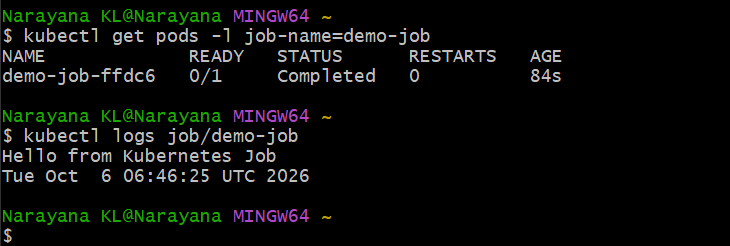 Narayana KL@Narayana MINGW64 ~
$ kubectl get pods -l job-name=demo-job
NAME             READY   STATUS      RESTARTS   AGE
demo-job-ffdc6   0/1     Completed   0          84s
Narayana KL@Narayana MINGW64 ~
$ kubectl logs job/demo-job
Hello from Kubernetes Job
Tue Oct  6 06:46:25 UTC 2026
Narayana KL@Narayana MINGW64 ~
$